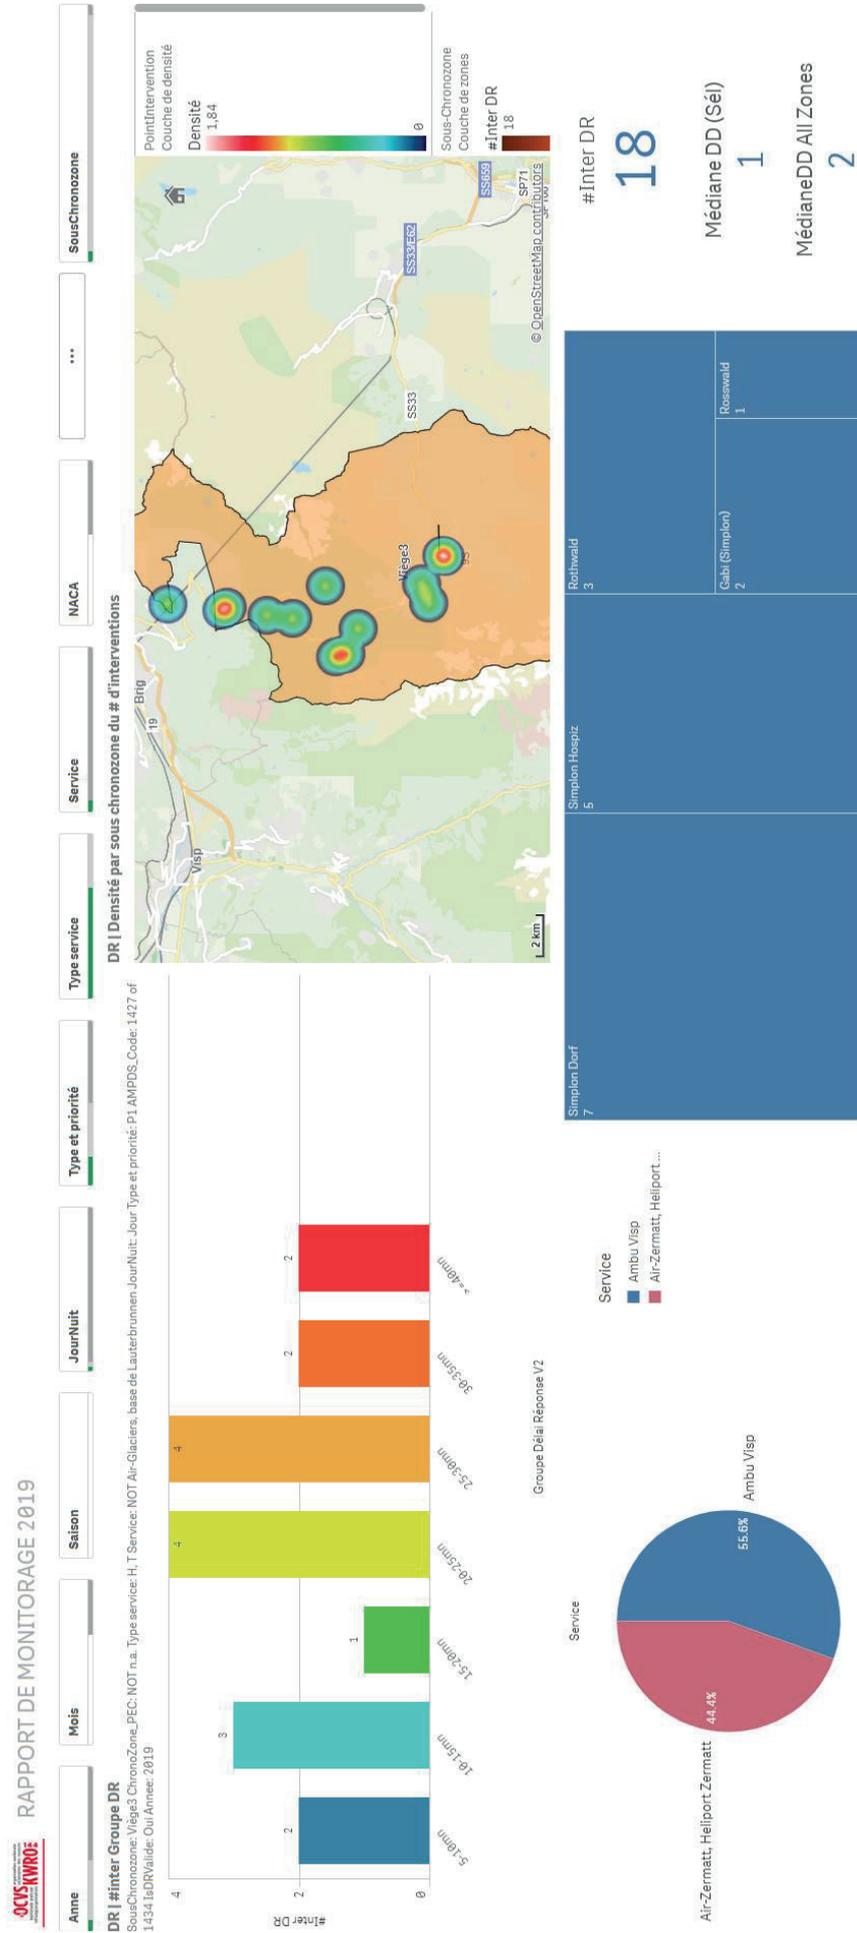 OCVS
KWRO
RAPPORT DE MONITORAGE 2019
Anne
Mois
Saison
JourNuit
Type et priorité
Type service
Service
NACA
...
SousChronozone
DR | #inter Groupe DR
SousChronozone: Viège3 ChronoZone_PEC: NOT n.a. Type service: H, T Service: NOT Air-Glaciers, base de Lauterbrunnen JourNuit: Jour Type et priorité: P1 AMPDS_Code: 1427 of
1434 IsDRValide: Oui Annee: 2019
#Inter DR
4
2
0
2
3
1
4
4
2
2
5-10mn
10-15mn
15-20mn
20-25mn
25-30mn
30-35mn
>=40mn
Groupe Délai Réponse V2
DR | Densité par sous chronozone du # d'interventions
Brig
19
Visp
Viège3
SS33
SS33/E62
SS659
SP71
2 km
© OpenStreetMap contributors
PointIntervention
Couche de densité
Densité
1,84
0
Sous-Chronozone
Couche de zones
#Inter DR
18
Service
Air-Zermatt, Heliport Zermatt
44.4%
55.6%
Ambu Visp
Service
Ambu Visp
Air-Zermatt, Heliport ...
Simplon Dorf
7
Simplon Hospiz
5
Rothwald
3
Gabi (Simplon)
2
Rosswald
1
#Inter DR
18
Médiane DD (Sél)
1
MédianeDD All Zones
2